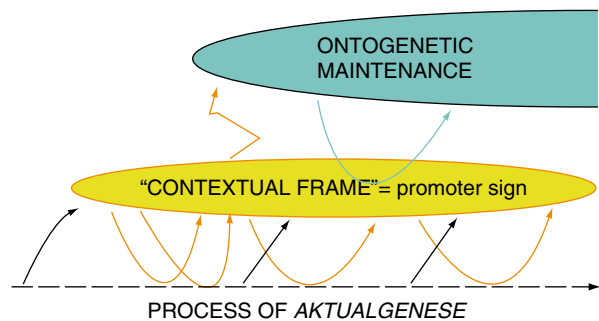 ONTOGENETIC
MAINTENANCE
“CONTEXTUAL FRAME”= promoter sign
PROCESS OF AKTUALGENESE